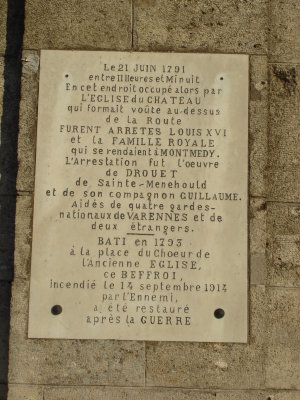 Le 21 JUIN 1791
entre 11 Heures et Minuit
En cet endroit occupé alors par
L'EGLISE du CHATEAU
qui formait voûte au-dessus
de la Route
FURENT ARRETES LOUIS XVI
et la FAMILLE ROYALE
qui se rendaient à MONTMEDY.
L'Arrestation fut l'œuvre
de DROUET
de Sainte-Menehould
et de son compagnon GUILLAUME.
Aidés de quatre gardes-
nationaux de VARENNES et de
deux étrangers.
BATI en 1793
à la place du Choeur de
l'Ancienne EGLISE,
ce BEFFROI,
incendié le 14 septembre 1914
par l'Ennemi,
a été restauré
après la GUERRE